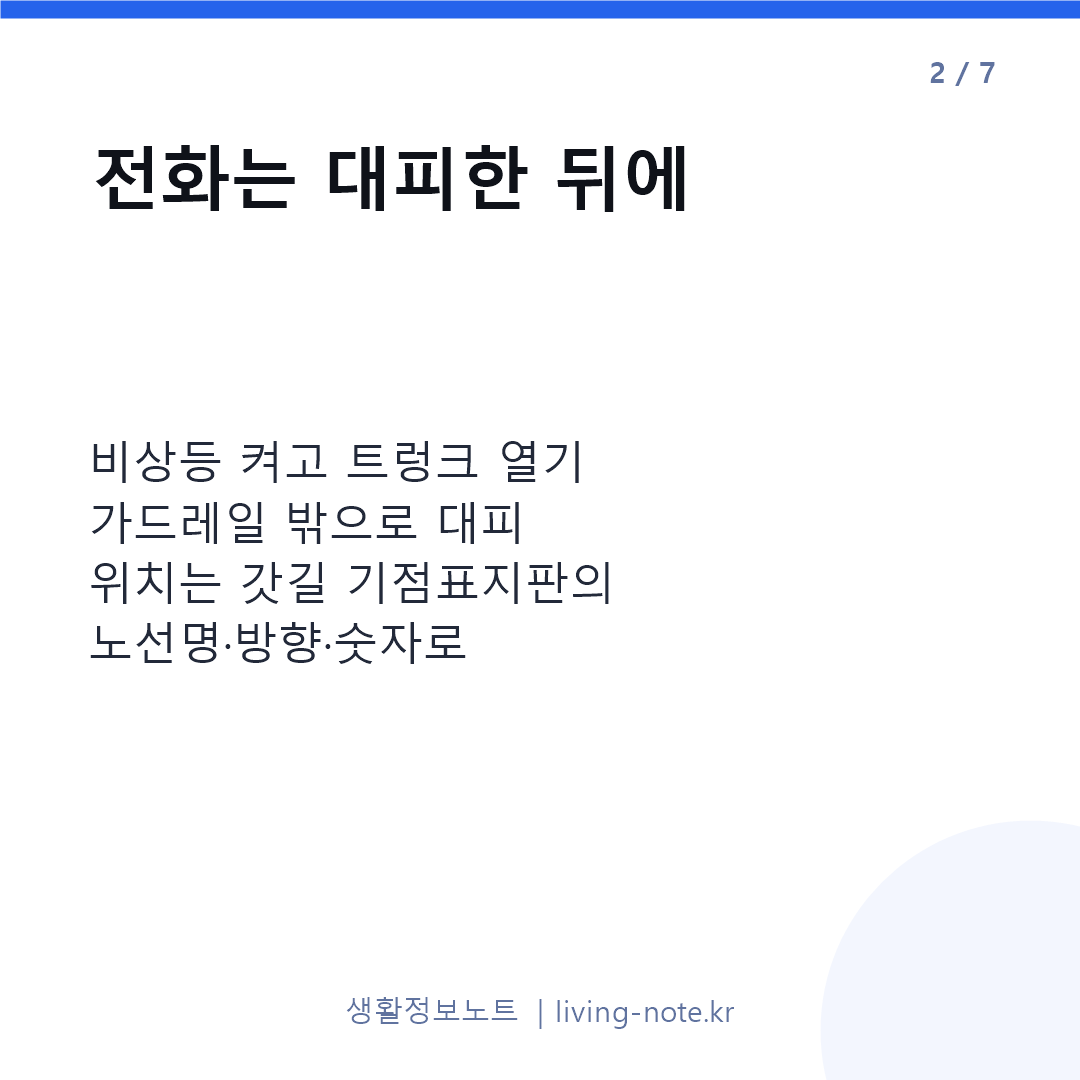 2 / 7
전화는 대피한 뒤에
비상등 켜고 트렁크 열기
가드레일 밖으로 대피
위치는 갓길 기점표지판의
노선명·방향·숫자로
생활정보노트 | living-note.kr